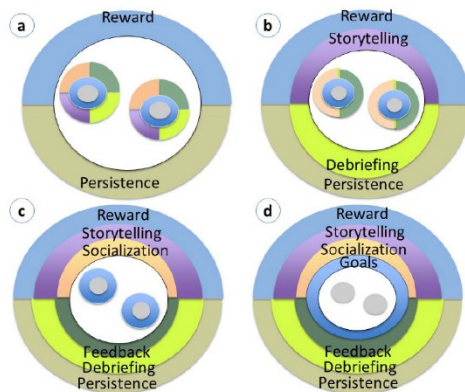 a
Reward
Persistence
b
Reward
Storytelling
Debriefing
Persistence
c
Reward
Storytelling
Socialization
Feedback
Debriefing
Persistence
d
Reward
Storytelling
Socialization
Goals
Feedback
Debriefing
Persistence